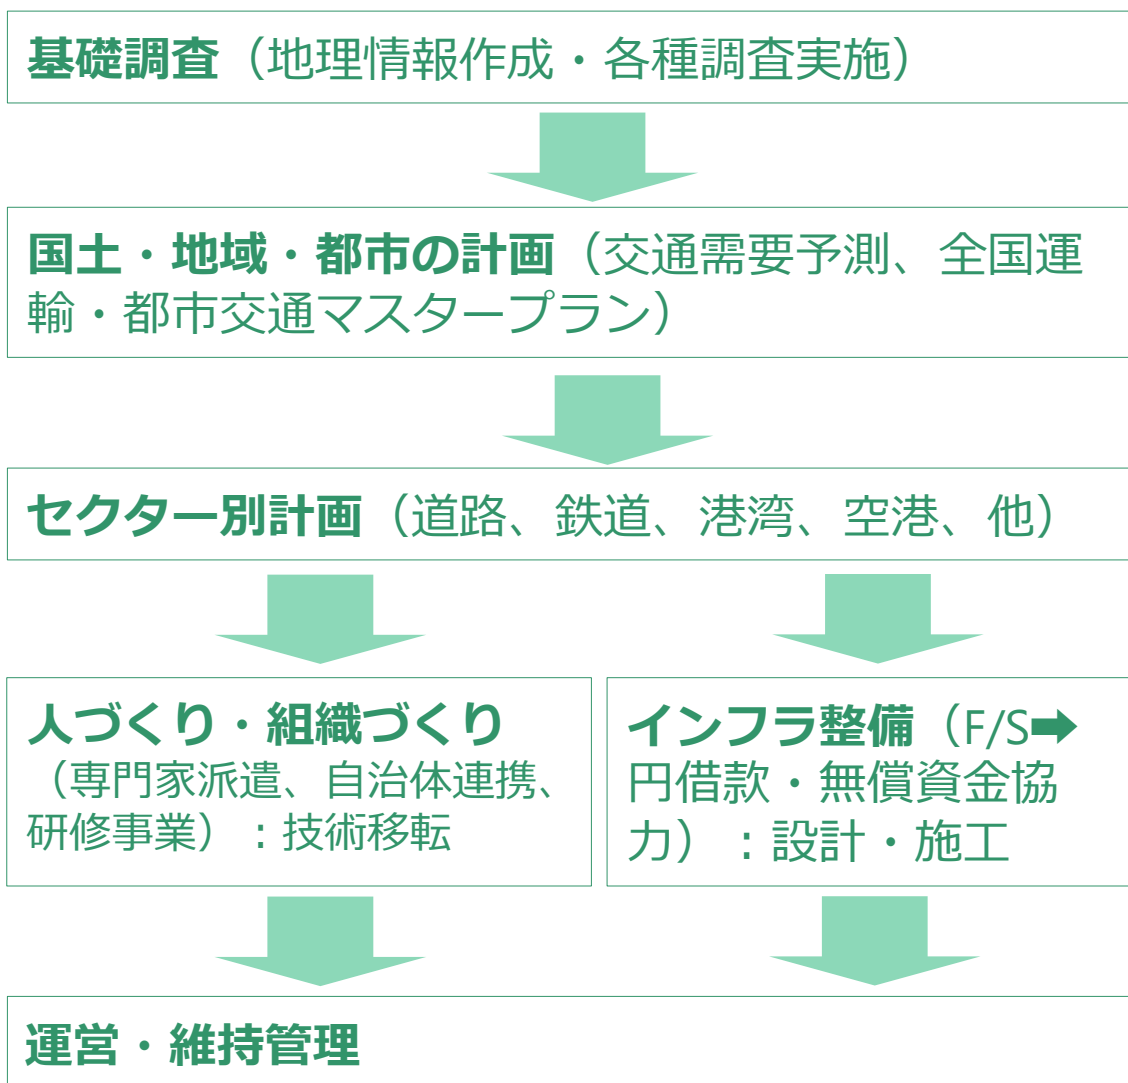 基礎調査（地理情報作成・各種調査実施）
国土・地域・都市の計画（交通需要予測、全国運
輸・都市交通マスタープラン）
セクター別計画（道路、鉄道、港湾、空港、他）
人づくり・組織づくり
（専門家派遣、自治体連携、
研修事業）：技術移転
インフラ整備（F/S➡
円借款・無償資金協
力）：設計・施工
運営・維持管理